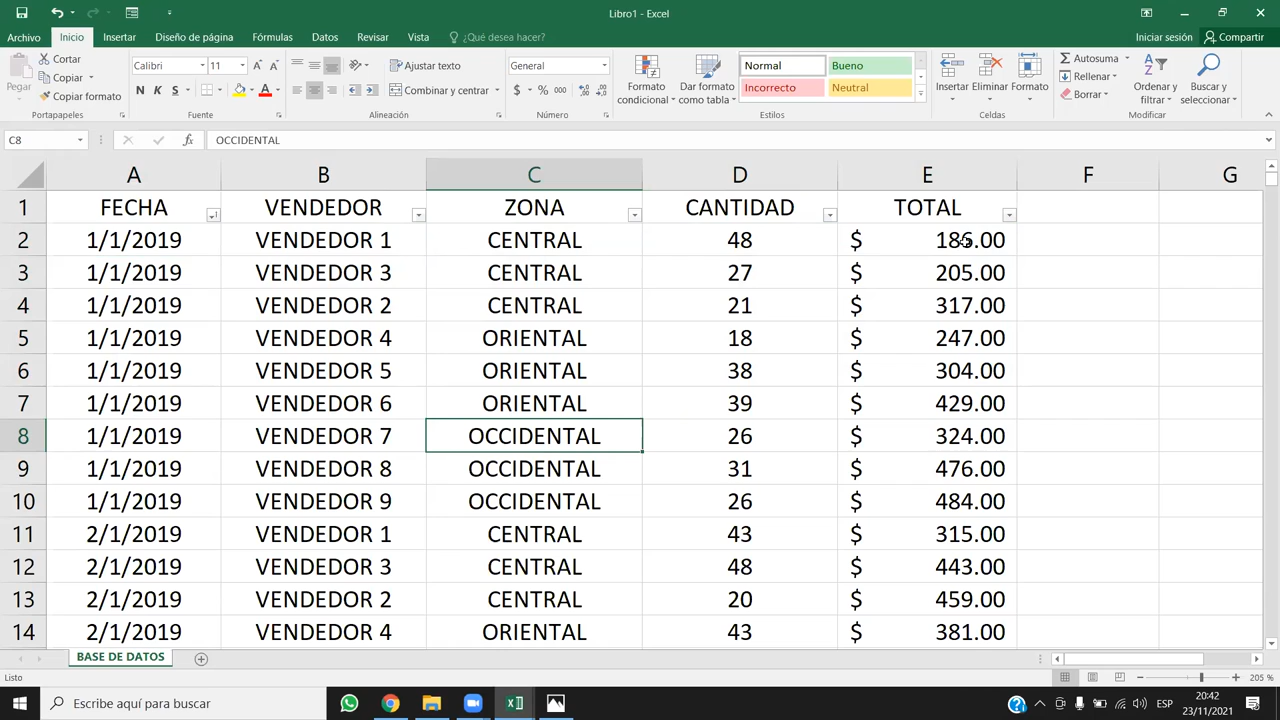 Libro1 - Excel
Archivo Inicio Insertar Diseño de página Fórmulas Datos Revisar Vista ¿Qué desea hacer? Iniciar sesión Compartir
Pegar Cortar Copiar Copiar formato Portapapeles
Calibri 11 N K S Fuente
Ajustar texto Combinar y centrar Alineación
General $ % 000 Número
Formato condicional Dar formato como tabla Normal Bueno Incorrecto Neutral Estilos
Insertar Eliminar Formato Celdas
Autosuma Rellenar Borrar Ordenar y filtrar Buscar y seleccionar Modificar
C8 fx OCCIDENTAL
A B C D E F G
1 FECHA VENDEDOR ZONA CANTIDAD TOTAL
2 1/1/2019 VENDEDOR 1 CENTRAL 48 $ 186.00
3 1/1/2019 VENDEDOR 3 CENTRAL 27 $ 205.00
4 1/1/2019 VENDEDOR 2 CENTRAL 21 $ 317.00
5 1/1/2019 VENDEDOR 4 ORIENTAL 18 $ 247.00
6 1/1/2019 VENDEDOR 5 ORIENTAL 38 $ 304.00
7 1/1/2019 VENDEDOR 6 ORIENTAL 39 $ 429.00
8 1/1/2019 VENDEDOR 7 OCCIDENTAL 26 $ 324.00
9 1/1/2019 VENDEDOR 8 OCCIDENTAL 31 $ 476.00
10 1/1/2019 VENDEDOR 9 OCCIDENTAL 26 $ 484.00
11 2/1/2019 VENDEDOR 1 CENTRAL 43 $ 315.00
12 2/1/2019 VENDEDOR 3 CENTRAL 48 $ 443.00
13 2/1/2019 VENDEDOR 2 CENTRAL 20 $ 459.00
14 2/1/2019 VENDEDOR 4 ORIENTAL 43 $ 381.00
BASE DE DATOS
Listo 205 %
Escribe aquí para buscar ESP 20:42
23/11/2021